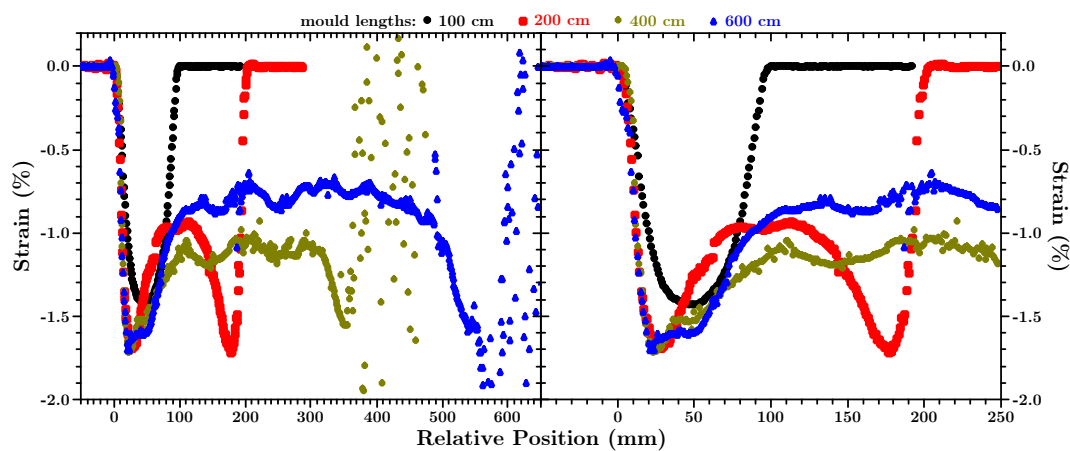 mould lengths: 100 cm 200 cm 400 cm 600 cm
0.0 0.0
-0.5 -0.5
-1.0 -1.0
-1.5 -1.5
-2.0 -2.0
Strain (%)
Strain (%)
0 100 200 300 400 500 600 0 50 100 150 200 250
Relative Position (mm)